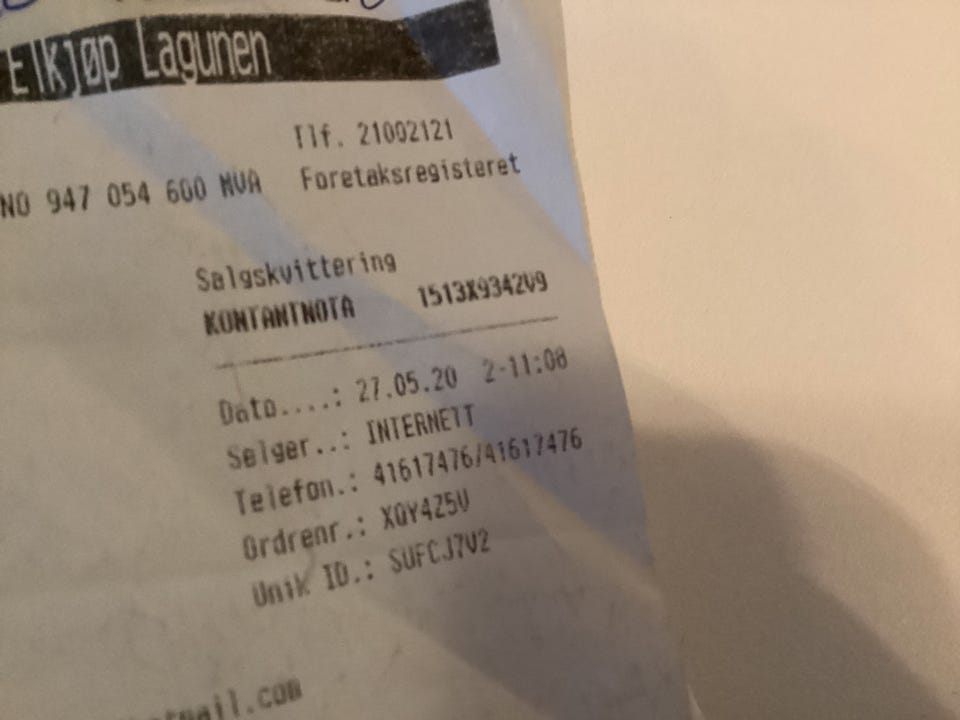 Elkjøp Lagunen
Tlf. 21002121
NO 947 054 600 MVA Foretaksregisteret
Salgskvittering
KONTANTNOTA 1513X9342V9
Dato....: 27.05.20 2-11:08
Selger..: INTERNETT
Telefon.: 41617476/41617476
Ordrenr.: XQY4Z5V
Unik ID.: SUFCJ7V2